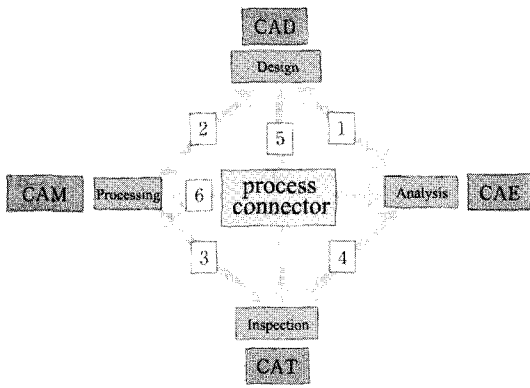 CAD
Design
2
5
1
CAM
Processing
6
process
connector
Analysis
CAE
3
4
Inspection
CAT